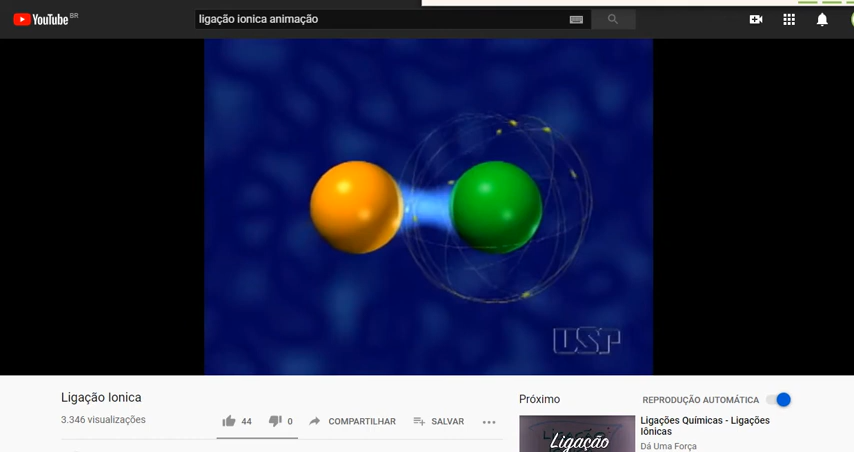 YouTube BR
ligação ionica animação
USP
Ligação Ionica
3.346 visualizações
44
0
COMPARTILHAR
SALVAR
Próximo
REPRODUÇÃO AUTOMÁTICA
Ligação
Ligações Químicas - Ligações
Iônicas
Dá Uma Força